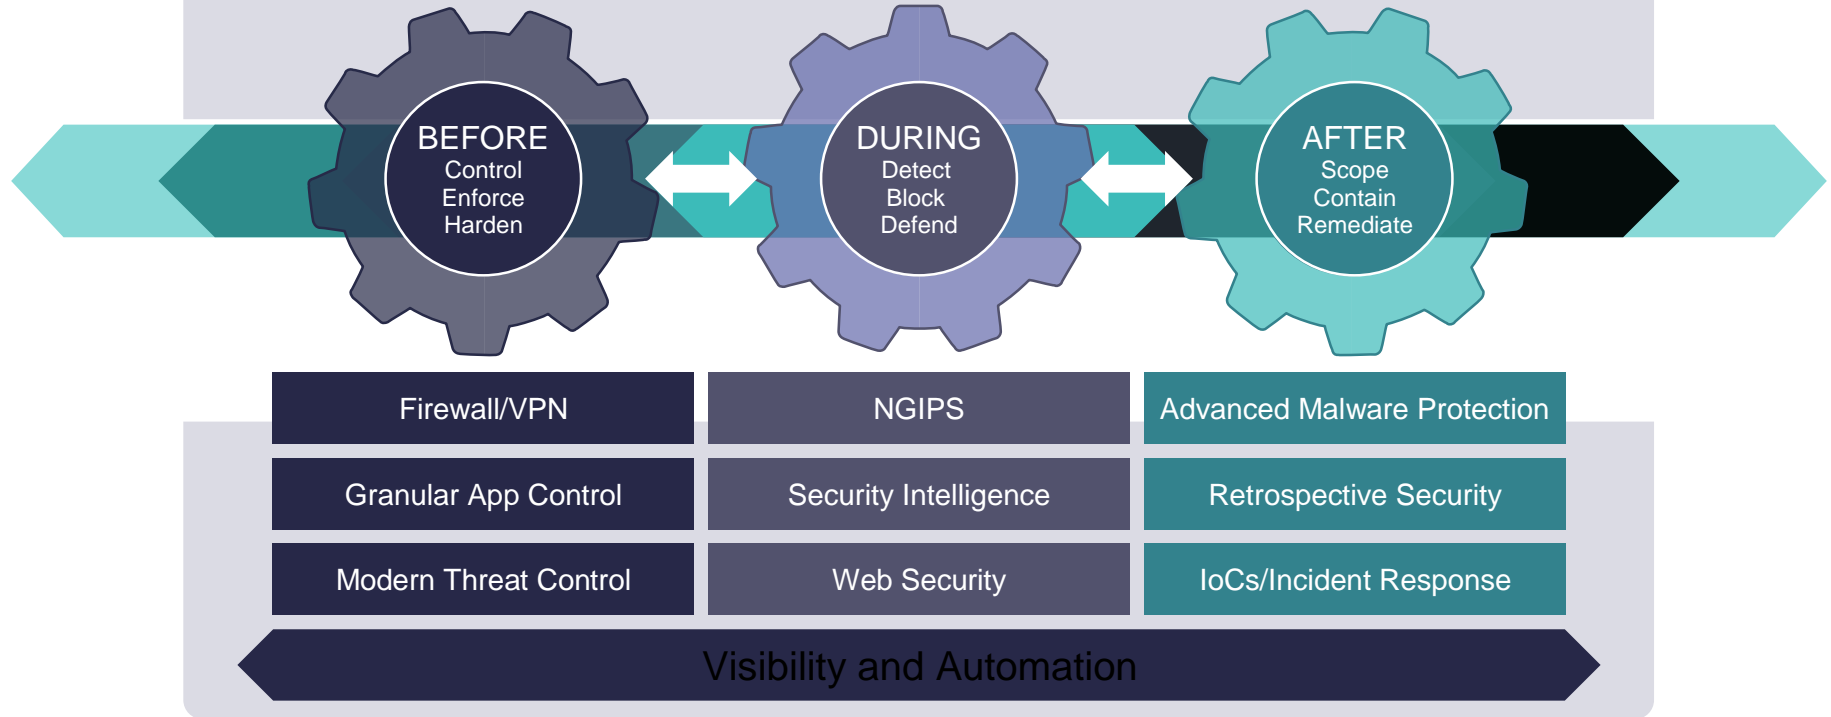 BEFORE
Control
Enforce
Harden
DURING
Detect
Block
Defend
AFTER
Scope
Contain
Remediate
Firewall/VPN
NGIPS
Advanced Malware Protection
Granular App Control
Security Intelligence
Retrospective Security
Modern Threat Control
Web Security
IoCs/Incident Response
Visibility and Automation